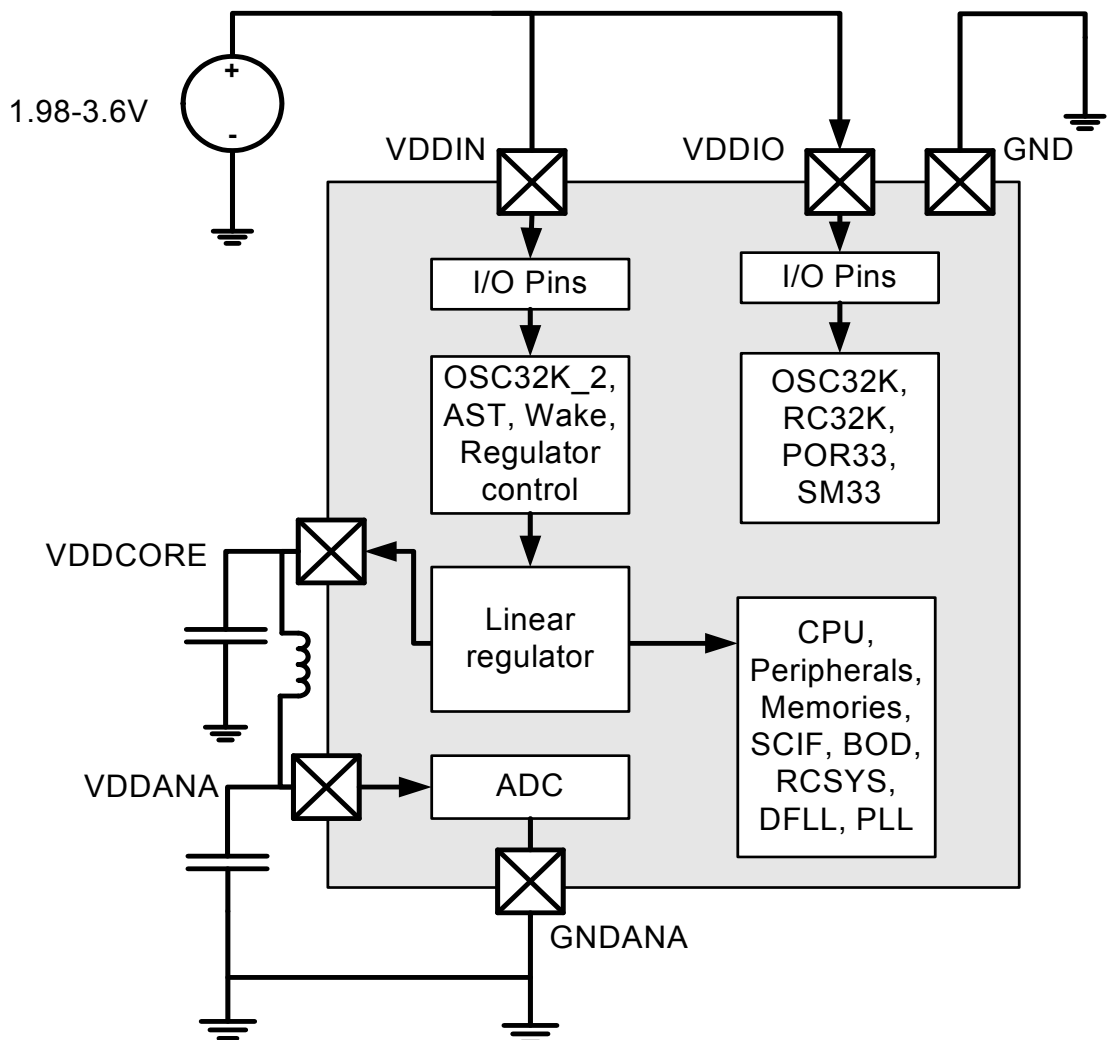 +
1.98-3.6V
-
VDDIN
VDDIO
GND
I/O Pins
I/O Pins
OSC32K_2,
AST, Wake,
Regulator
control
OSC32K,
RC32K,
POR33,
SM33
VDDCORE
Linear
regulator
CPU,
Peripherals,
Memories,
SCIF, BOD,
RCSYS,
DFLL, PLL
VDDANA
ADC
GNDANA